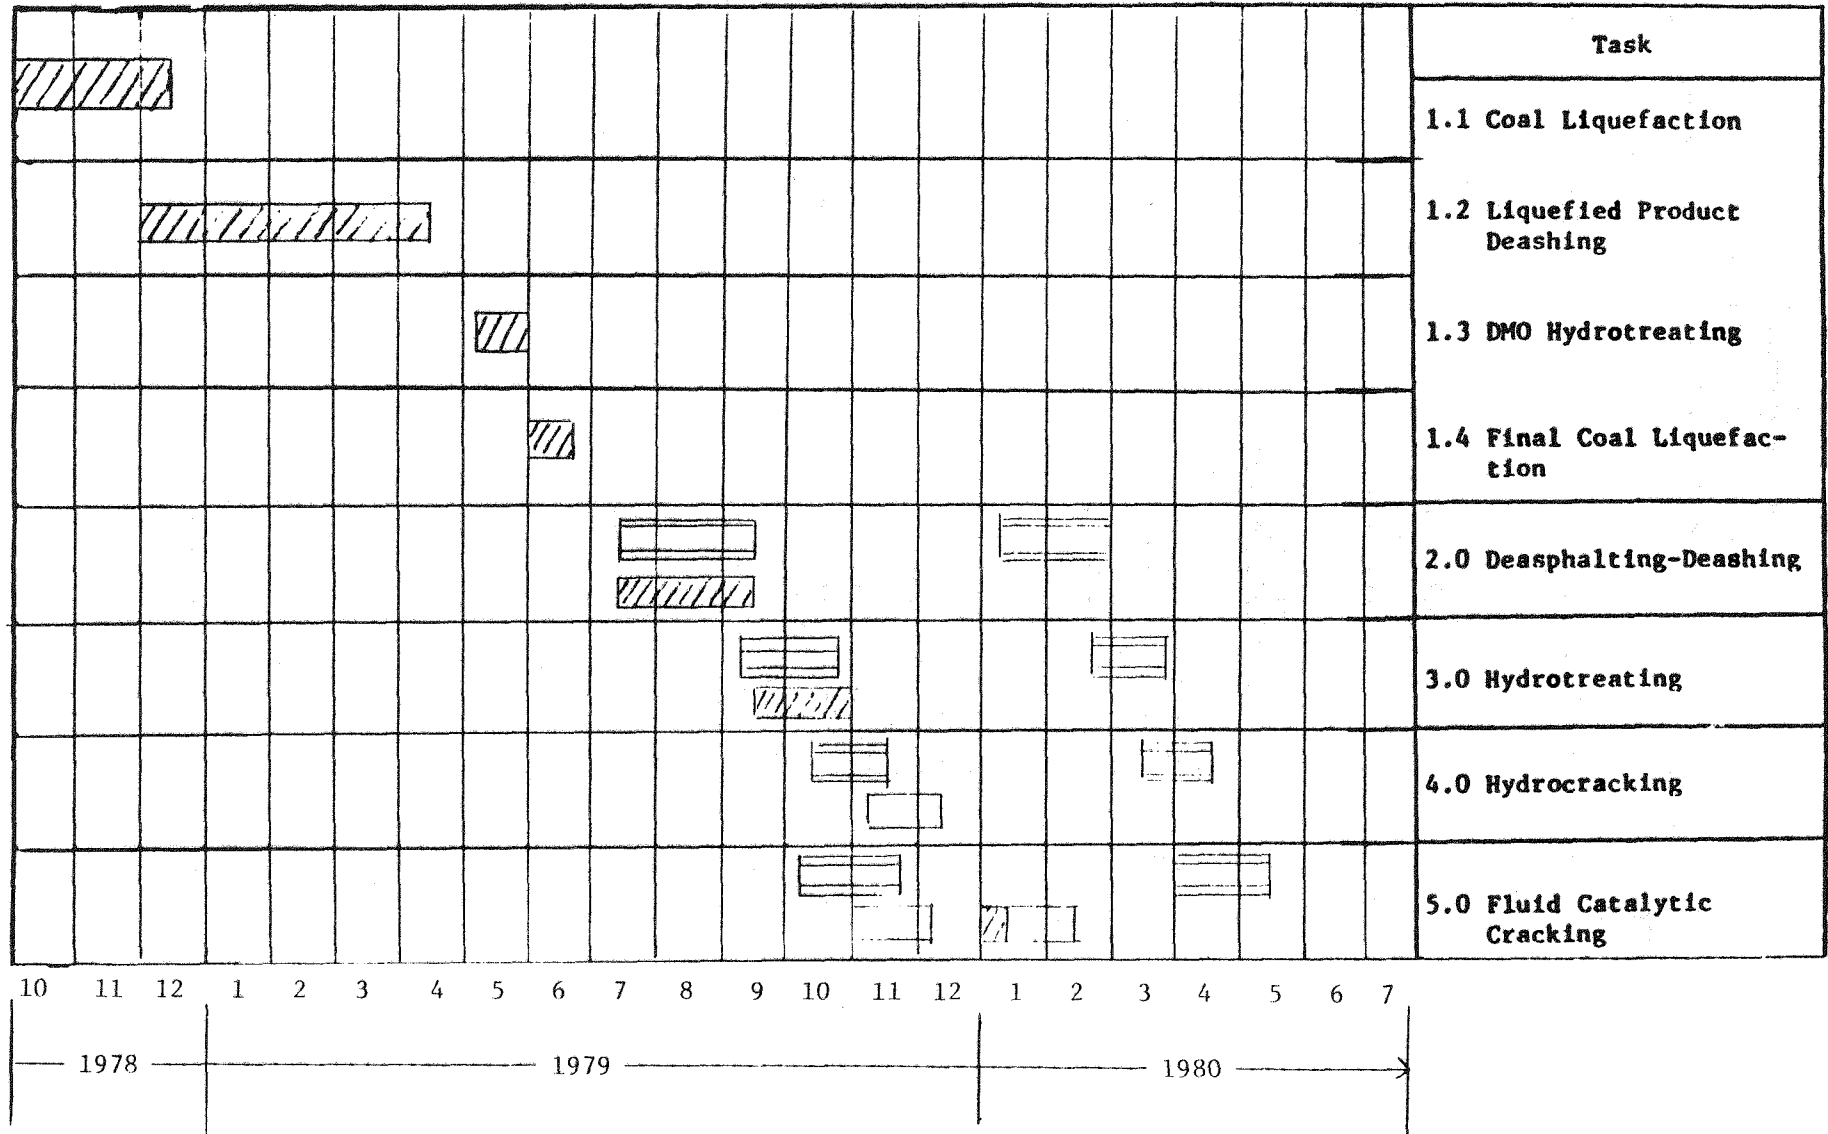 Task
1.1 Coal Liquefaction
1.2 Liquefied Product
Deashing
1.3 DMO Hydrotreating
1.4 Final Coal Liquefac-
tion
2.0 Deasphalting-Deashing
3.0 Hydrotreating
4.0 Hydrocracking
5.0 Fluid Catalytic
Cracking
10 11 12 1 2 3 4 5 6 7 8 9 10 11 12 1 2 3 4 5 6 7
1978 1979 1980